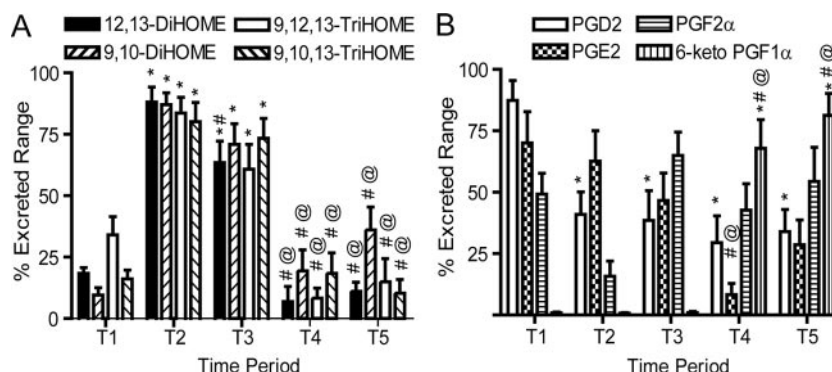 A
12,13-DiHOME 9,12,13-TriHOME
9,10-DiHOME 9,10,13-TriHOME
% Excreted Range
100
75
50
25
* * * *
*# * * *
#@ #@ #@ #@
#@ #@ #@ #@
T1 T2 T3 T4 T5
Time Period
B
PGD2 PGF2α
PGE2 6-keto PGF1α
% Excreted Range
100
75
50
25
* * * #@ *#@ * *#@
T1 T2 T3 T4 T5
Time Period